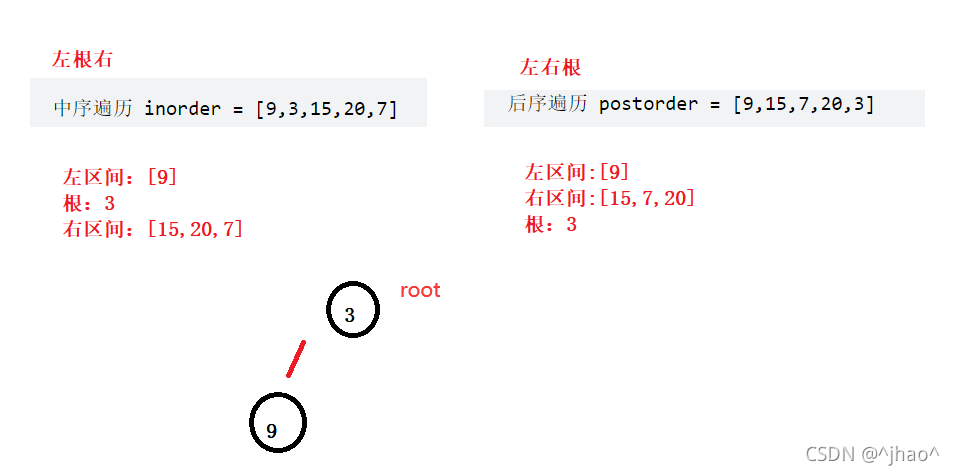 左根右
中序遍历 inorder = [9,3,15,20,7]
左区间：[9]
根：3
右区间：[15,20,7]
左右根
后序遍历 postorder = [9,15,7,20,3]
左区间:[9]
右区间:[15,7,20]
根：3
root
3
9
CSDN @^jhao^